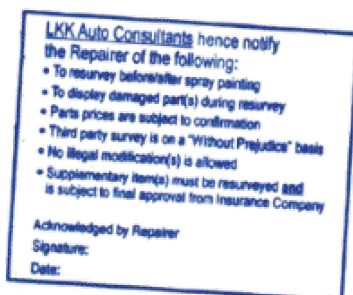 LKK Auto Consultants hence notify
the Repairer of the following:
• To resurvey before/after spray painting
• To display damaged part(s) during resurvey
• Parts prices are subject to confirmation
• Third party survey is on a "Without Prejudice" basis
• No illegal modification(s) is allowed
• Supplementary item(s) must be resurveyed and
is subject to final approval from Insurance Company
Acknowledged by Repairer
Signature:
Date: